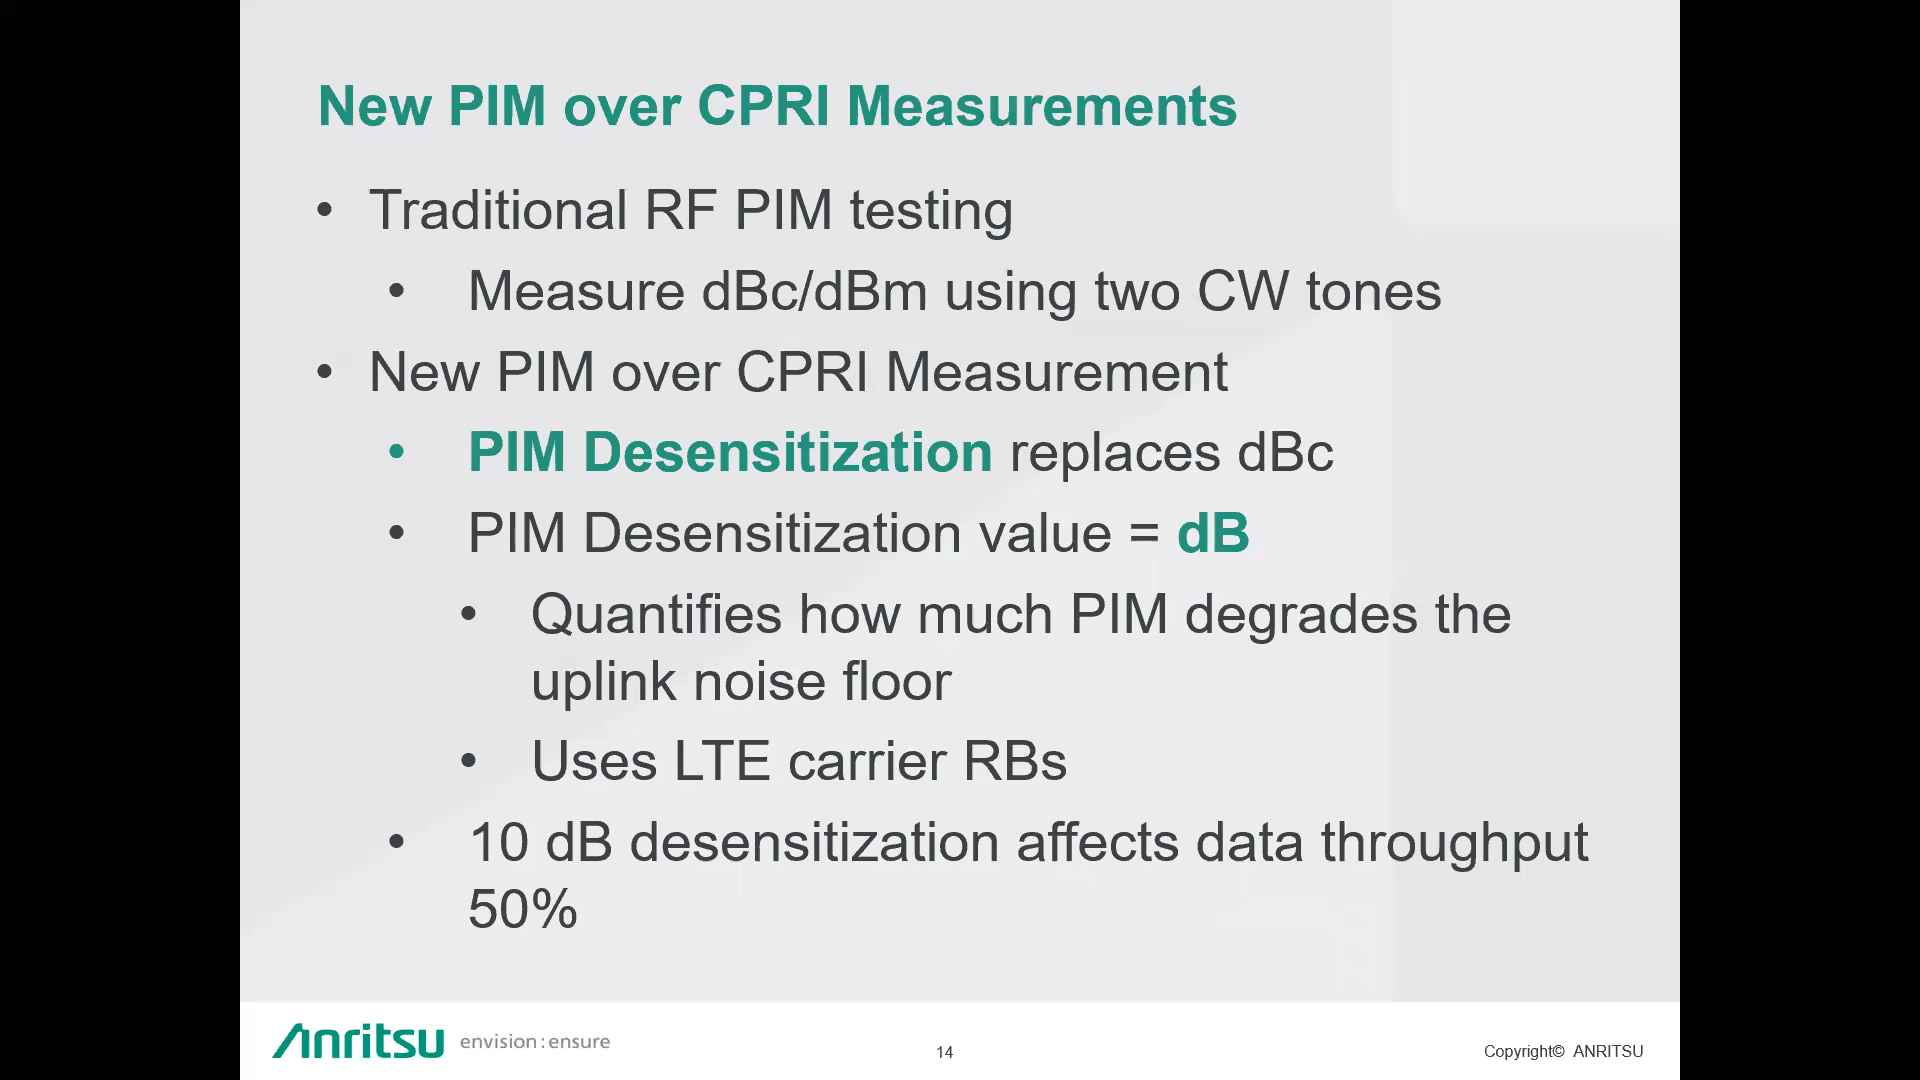 New PIM over CPRI Measurements
• Traditional RF PIM testing
• Measure dBc/dBm using two CW tones
• New PIM over CPRI Measurement
• PIM Desensitization replaces dBc
• PIM Desensitization value = dB
• Quantifies how much PIM degrades the
uplink noise floor
• Uses LTE carrier RBs
• 10 dB desensitization affects data throughput
50%
Anritsu envision : ensure
14
Copyright© ANRITSU